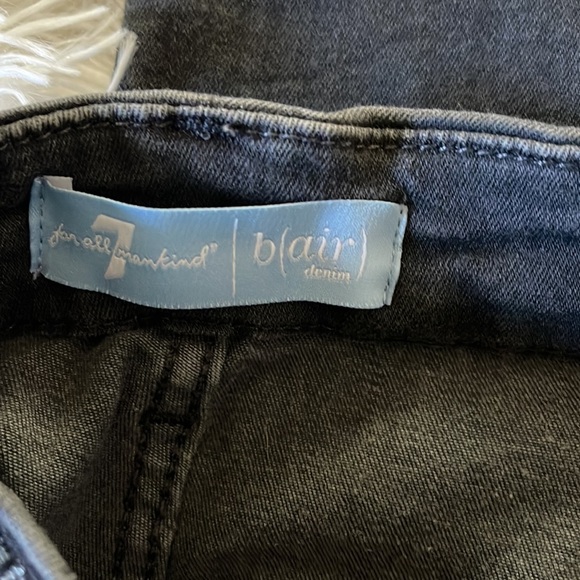 7 for all mankind® | b(air)
denim